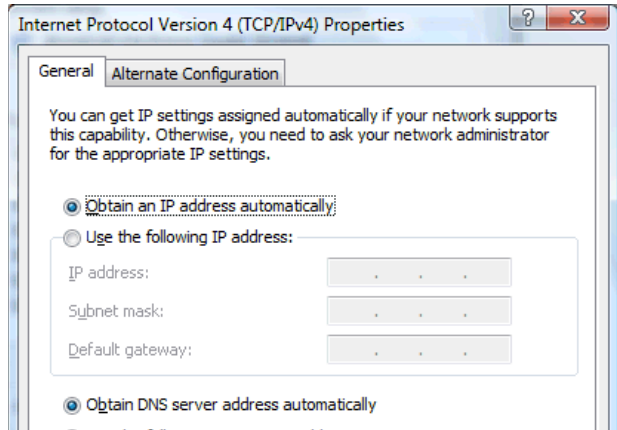 Internet Protocol Version 4 (TCP/IPv4) Properties
General
Alternate Configuration
You can get IP settings assigned automatically if your network supports
this capability. Otherwise, you need to ask your network administrator
for the appropriate IP settings.
Obtain an IP address automatically
Use the following IP address:
IP address:
Subnet mask:
Default gateway:
Obtain DNS server address automatically